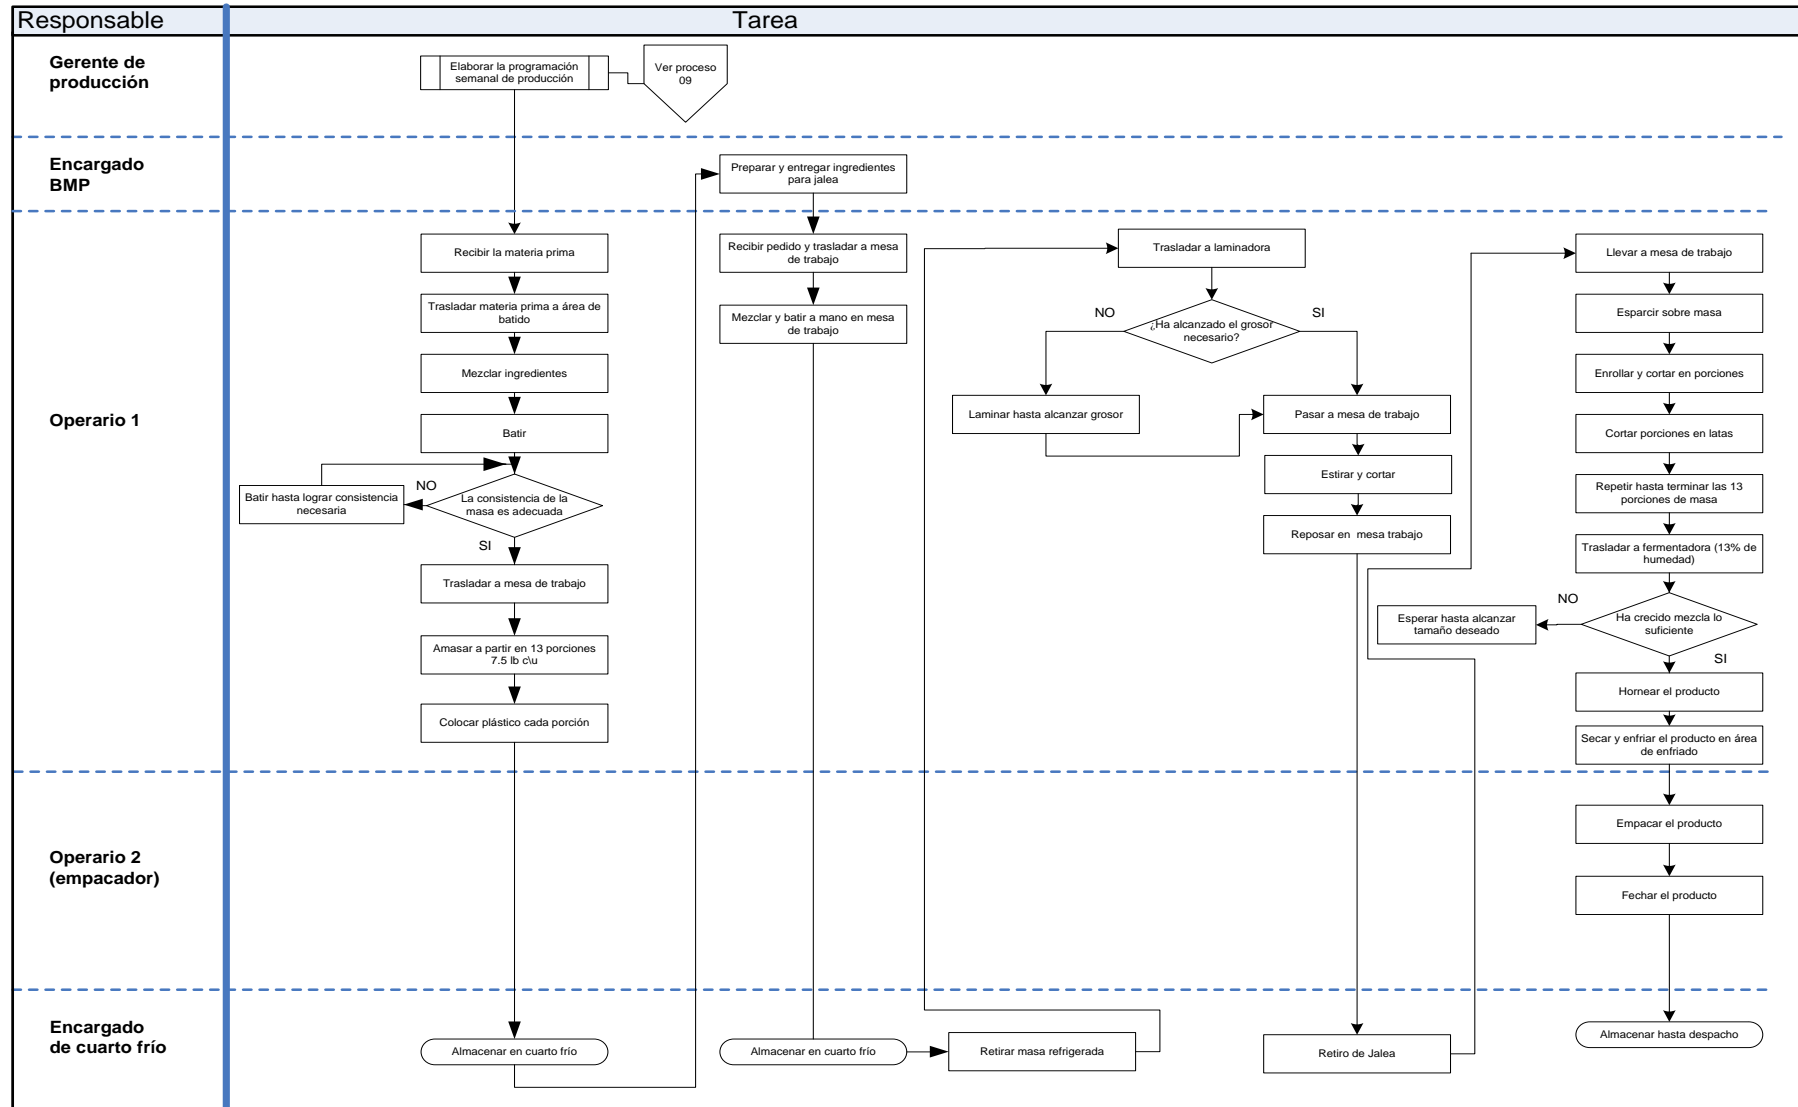 Responsable
Tarea
Gerente de
producción
Elaborar la programación
semanal de producción
Ver proceso
09
Encargado
BMP
Preparar y entregar ingredientes
para jalea
Operario 1
Recibir la materia prima
Trasladar materia prima a área de
batido
Mezclar ingredientes
Batir
La consistencia de la
masa es adecuada
NO
Batir hasta lograr consistencia
necesaria
SI
Trasladar a mesa de trabajo
Amasar a partir en 13 porciones
7.5 lb c\u
Colocar plástico cada porción
Recibir pedido y trasladar a mesa
de trabajo
Mezclar y batir a mano en mesa
de trabajo
Trasladar a laminadora
¿Ha alcanzado el grosor
necesario?
NO
SI
Laminar hasta alcanzar grosor
Pasar a mesa de trabajo
Estirar y cortar
Reposar en mesa trabajo
Llevar a mesa de trabajo
Esparcir sobre masa
Enrollar y cortar en porciones
Cortar porciones en latas
Repetir hasta terminar las 13
porciones de masa
Trasladar a fermentadora (13% de
humedad)
Ha crecido mezcla lo
suficiente
NO
Esperar hasta alcanzar
tamaño deseado
SI
Hornear el producto
Secar y enfriar el producto en área
de enfriado
Operario 2
(empacador)
Empacar el producto
Fechar el producto
Encargado
de cuarto frío
Almacenar en cuarto frío
Almacenar en cuarto frío
Retirar masa refrigerada
Retiro de Jalea
Almacenar hasta despacho